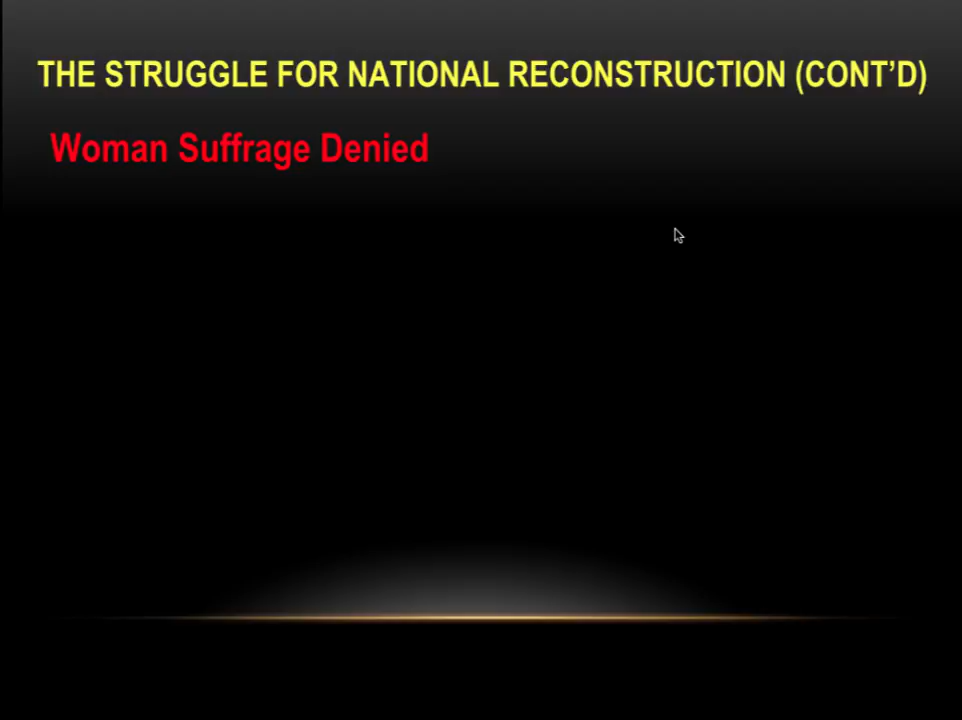 THE STRUGGLE FOR NATIONAL RECONSTRUCTION (CONT’D)
Woman Suffrage Denied